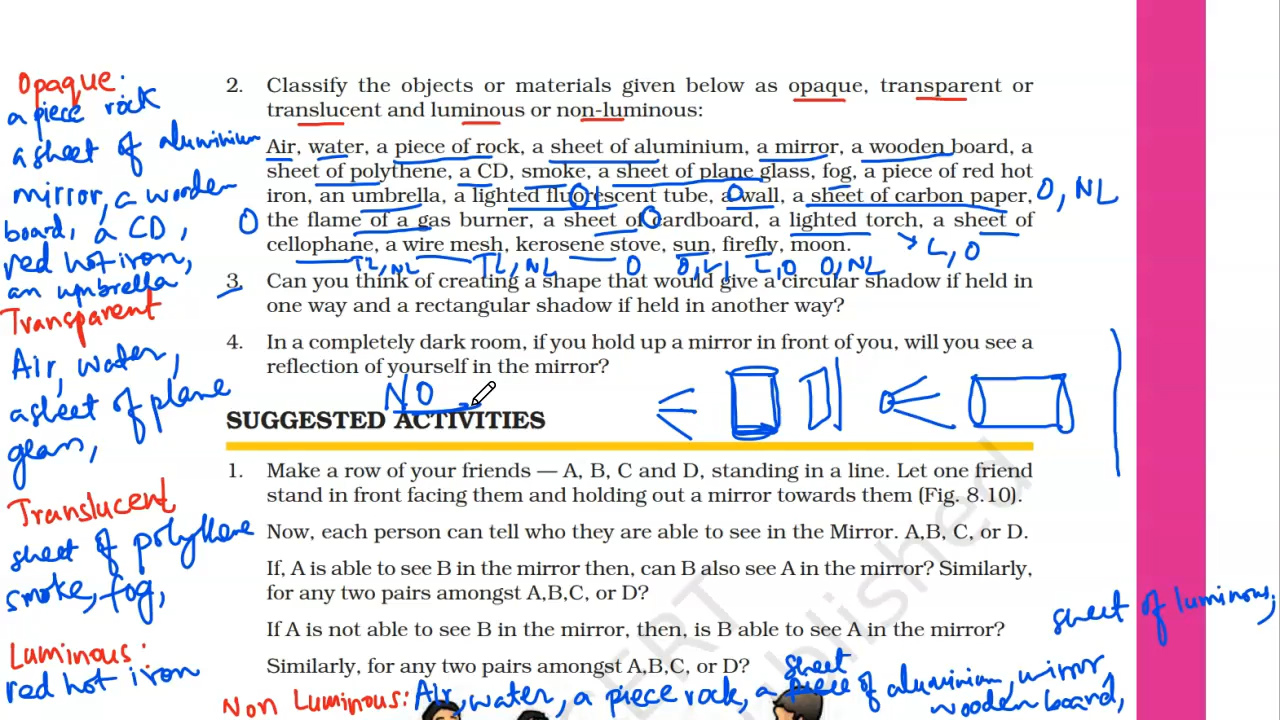 Opaque:
a piece rock
a sheet of aluminium
mirror, a wooden
board, a CD,
red hot iron,
an umbrella
Transparent
Air, water,
a sheet of plane
Translucent
sheet of polythene
smoke, fog,
Luminous:
red hot iron
2. Classify the objects or materials given below as opaque, transparent or
translucent and luminous or non-luminous:
Air, water, a piece of rock, a sheet of aluminium, a mirror, a wooden board, a
sheet of polythene, a CD, smoke, a sheet of plane glass, fog, a piece of red hot
iron, an umbrella, a lighted fluorescent tube, a wall, a sheet of carbon paper,
O, NL
the flame of a gas burner, a sheet of cardboard, a lighted torch, a sheet of
O
cellophane, a wire mesh, kerosene stove, sun, firefly, moon.
L, O
TL, NL TL, NL O O, L L, O O, NL
3. Can you think of creating a shape that would give a circular shadow if held in
one way and a rectangular shadow if held in another way?
4. In a completely dark room, if you hold up a mirror in front of you, will you see a
reflection of yourself in the mirror?
NO
SUGGESTED ACTIVITIES
1. Make a row of your friends — A, B, C and D, standing in a line. Let one friend
stand in front facing them and holding out a mirror towards them (Fig. 8.10).
Now, each person can tell who they are able to see in the Mirror. A,B, C, or D.
If, A is able to see B in the mirror then, can B also see A in the mirror? Similarly,
for any two pairs amongst A,B,C, or D?
If A is not able to see B in the mirror, then, is B able to see A in the mirror?
Similarly, for any two pairs amongst A,B,C, or D?
sheet of luminous,
sheet
Non Luminous: Air, water, a piece rock, a piece of aluminium, mirror
wooden board,